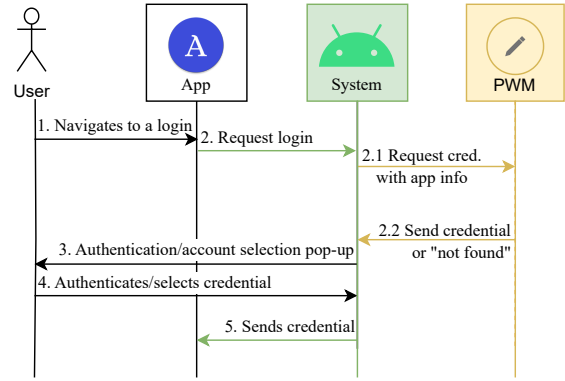 A
User
App
System
PWM
1. Navigates to a login
2. Request login
2.1 Request cred.
with app info
2.2 Send credential
or "not found"
3. Authentication/account selection pop-up
4. Authenticates/selects credential
5. Sends credential